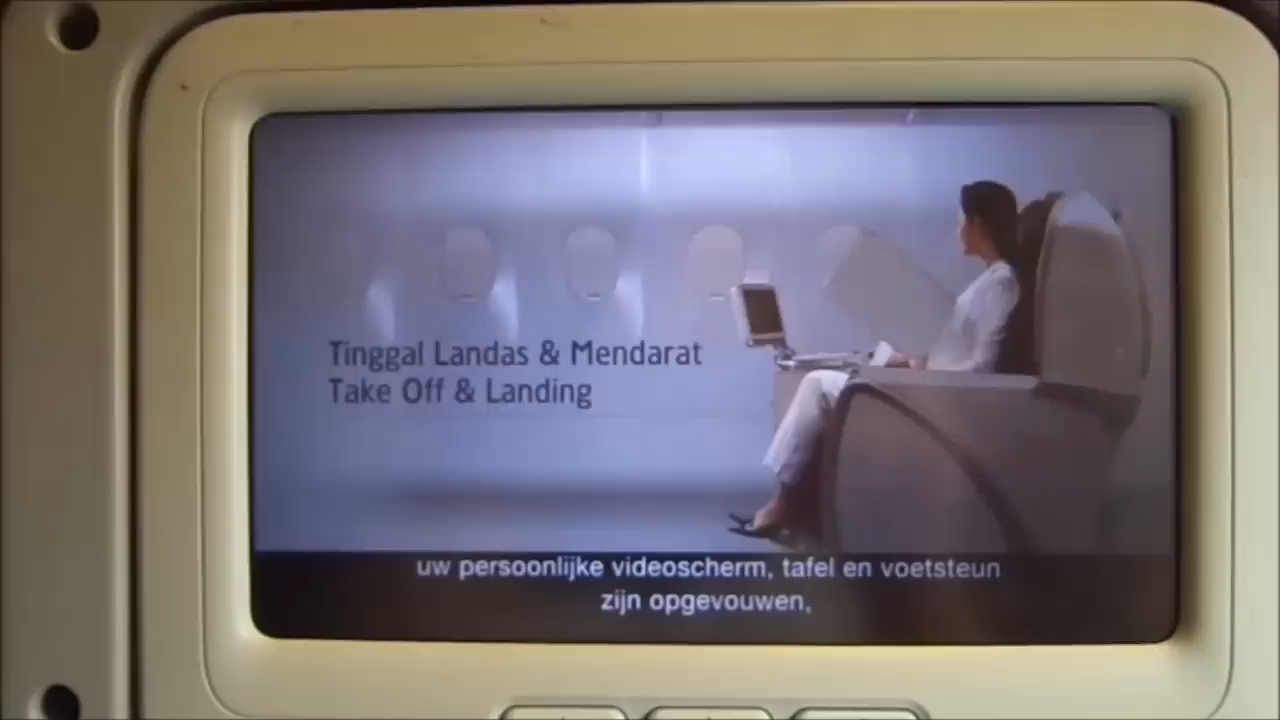 Tinggal Landas & Mendarat
Take Off & Landing
uw persoonlijke videoscherm, tafel en voetsteun
zijn opgevouwen,